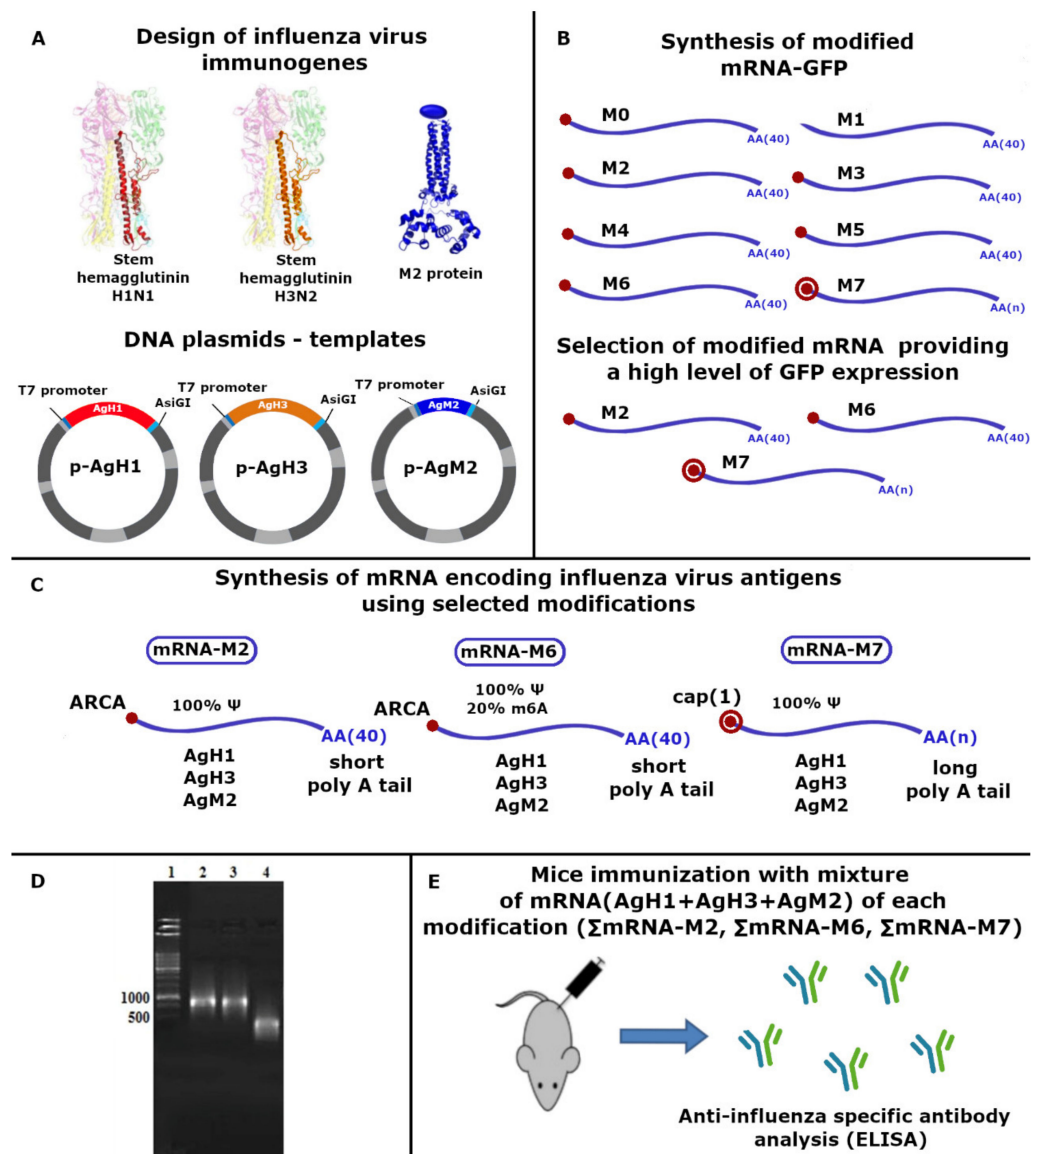 A
Design of influenza virus
immunogenes
Stem
hemagglutinin
H1N1
Stem
hemagglutinin
H3N2
M2 protein
DNA plasmids - templates
T7 promoter
AsiGI
AgH1
p-AgH1
T7 promoter
AsiGI
AgH3
p-AgH3
T7 promoter
AsiGI
AgM2
p-AgM2
B
Synthesis of modified
mRNA-GFP
M0
AA(40)
M1
AA(40)
M2
AA(40)
M3
AA(40)
M4
AA(40)
M5
AA(40)
M6
AA(40)
M7
AA(n)
Selection of modified mRNA providing
a high level of GFP expression
M2
AA(40)
M6
AA(40)
M7
AA(n)
C
Synthesis of mRNA encoding influenza virus antigens
using selected modifications
mRNA-M2
ARCA
100% Ψ
AA(40)
AgH1
AgH3
AgM2
short
poly A tail
mRNA-M6
ARCA
100% Ψ
20% m6A
AA(40)
AgH1
AgH3
AgM2
short
poly A tail
mRNA-M7
cap(1)
100% Ψ
AA(n)
AgH1
AgH3
AgM2
long
poly A tail
D
1 2 3 4
1000
500
E
Mice immunization with mixture
of mRNA(AgH1+AgH3+AgM2) of each
modification (ΣmRNA-M2, ΣmRNA-M6, ΣmRNA-M7)
Anti-influenza specific antibody
analysis (ELISA)